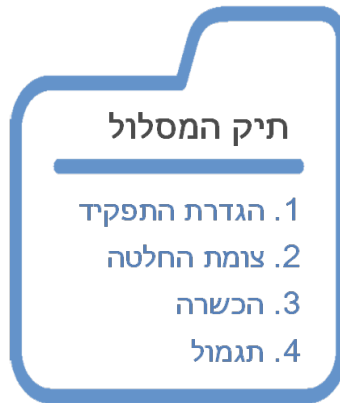 תיק המסלול
1. הגדרת התפקיד
2. צומת החלטה
3. הכשרה
4. תגמול